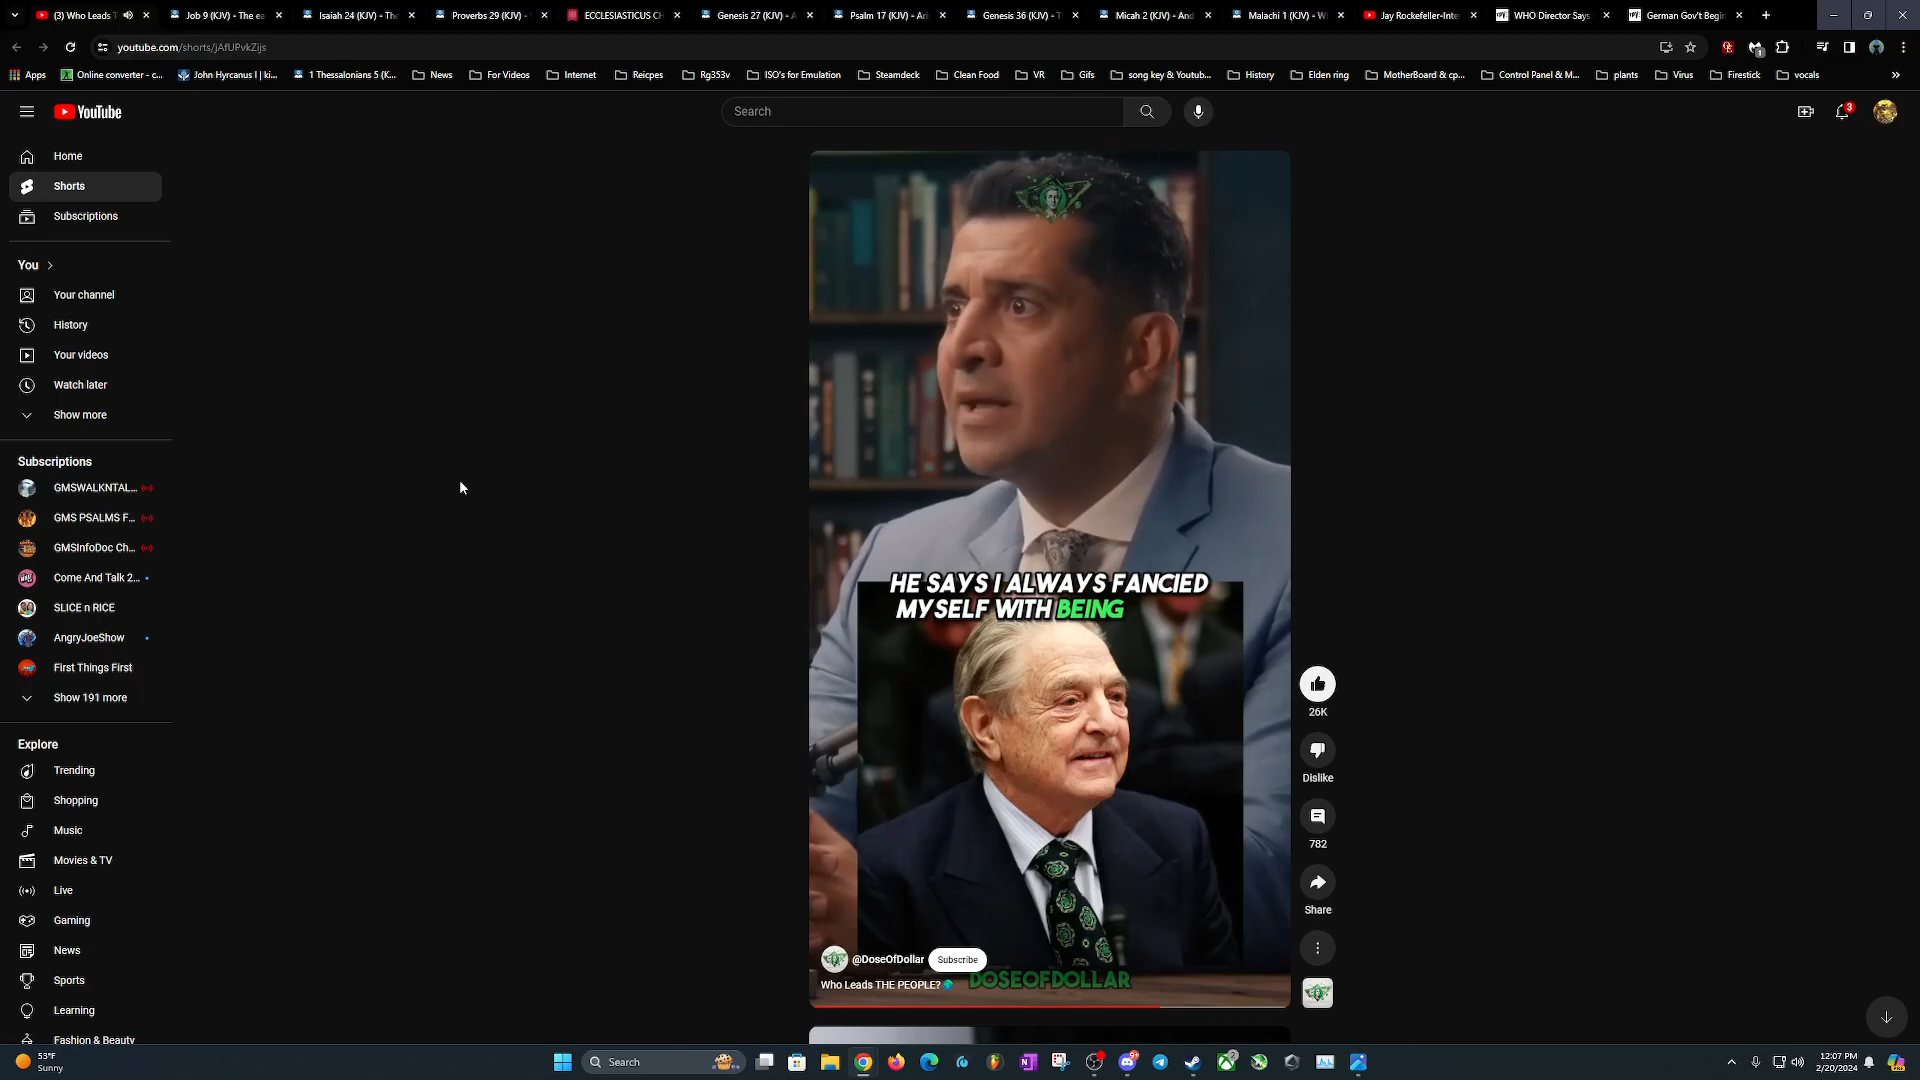 (3) Who Leads T
Job 9 (KJV) - The ea
Isaiah 24 (KJV) - The
Proverbs 29 (KJV) -
ECCLESIASTICUS CH
Genesis 27 (KJV) - A
Psalm 17 (KJV) - A
Genesis 36 (KJV) - T
Micah 2 (KJV) - And
Malachi 1 (KJV) - W
Jay Rockefeller-Inte
WHO Director Says
German Gov't Begin
youtube.com/shorts/jAfUPvkZijs
Apps
Online converter - c...
John Hyrcanus I | ki...
1 Thessalonians 5 (K...
News
For Videos
Internet
Reicpes
Rg353v
ISO's for Emulation
Steamdeck
Clean Food
VR
Gifs
song key & Youtub...
History
Elden ring
MotherBoard & cp...
Control Panel & M...
plants
Virus
Firestick
vocals
YouTube
Search
3
Home
Shorts
Subscriptions
You
Your channel
History
Your videos
Watch later
Show more
Subscriptions
GMSWALKNTAL...
GMS PSALMS F...
GMSInfoDoc Ch...
Come And Talk 2...
SLICE n RICE
AngryJoeShow
First Things First
Show 191 more
Explore
Trending
Shopping
Music
Movies & TV
Live
Gaming
News
Sports
Learning
Fashion & Beauty
HE SAYS I ALWAYS FANCIED
MYSELF WITH BEING
@DoseOfDollar
Subscribe
Who Leads THE PEOPLE?
DOSEOFDOLLAR
26K
Dislike
782
Share
53°F
Sunny
Search
12:07 PM
2/20/2024